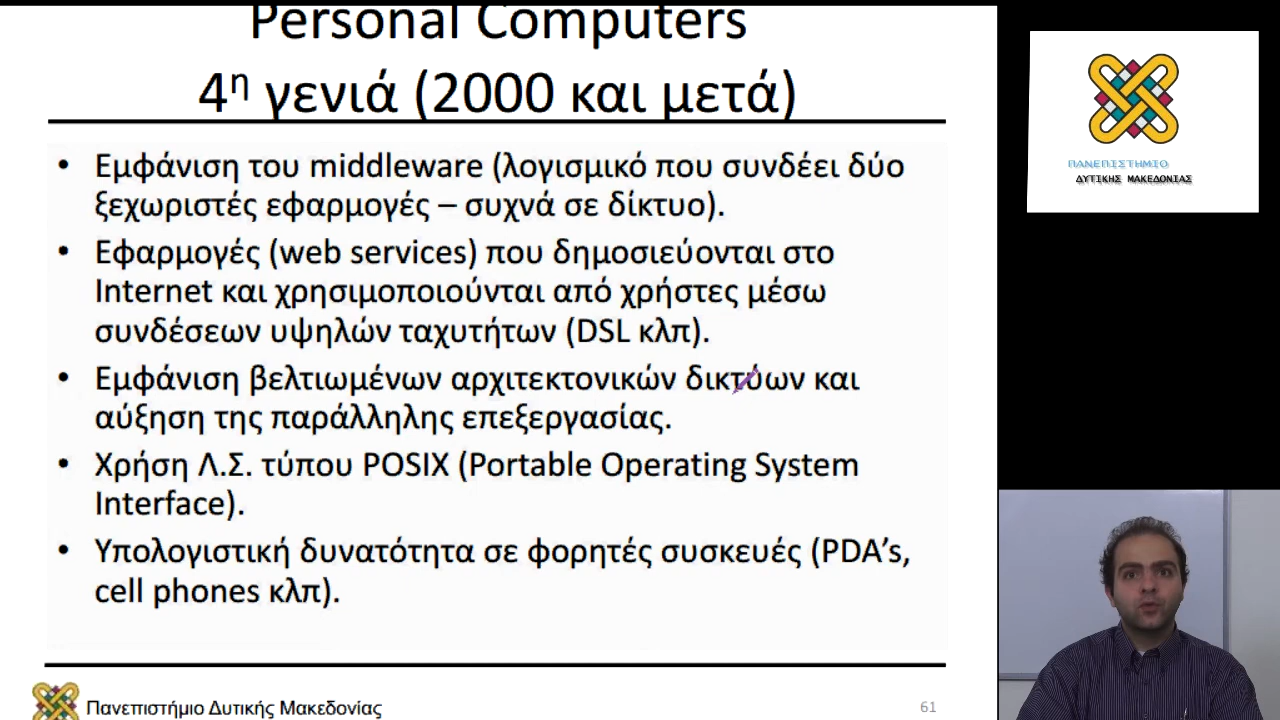 Personal Computers
4η γενιά (2000 και μετά)
• Εμφάνιση του middleware (λογισμικό που συνδέει δύο
ξεχωριστές εφαρμογές – συχνά σε δίκτυο).
• Εφαρμογές (web services) που δημοσιεύονται στο
Internet και χρησιμοποιούνται από χρήστες μέσω
συνδέσεων υψηλών ταχυτήτων (DSL κλπ).
• Εμφάνιση βελτιωμένων αρχιτεκτονικών δικτύων και
αύξηση της παράλληλης επεξεργασίας.
• Χρήση Λ.Σ. τύπου POSIX (Portable Operating System
Interface).
• Υπολογιστική δυνατότητα σε φορητές συσκευές (PDA’s,
cell phones κλπ).
Πανεπιστήμιο Δυτικής Μακεδονίας
61
ΠΑΝΕΠΙΣΤΗΜΙΟ
ΔΥΤΙΚΗΣ ΜΑΚΕΔΟΝΙΑΣ